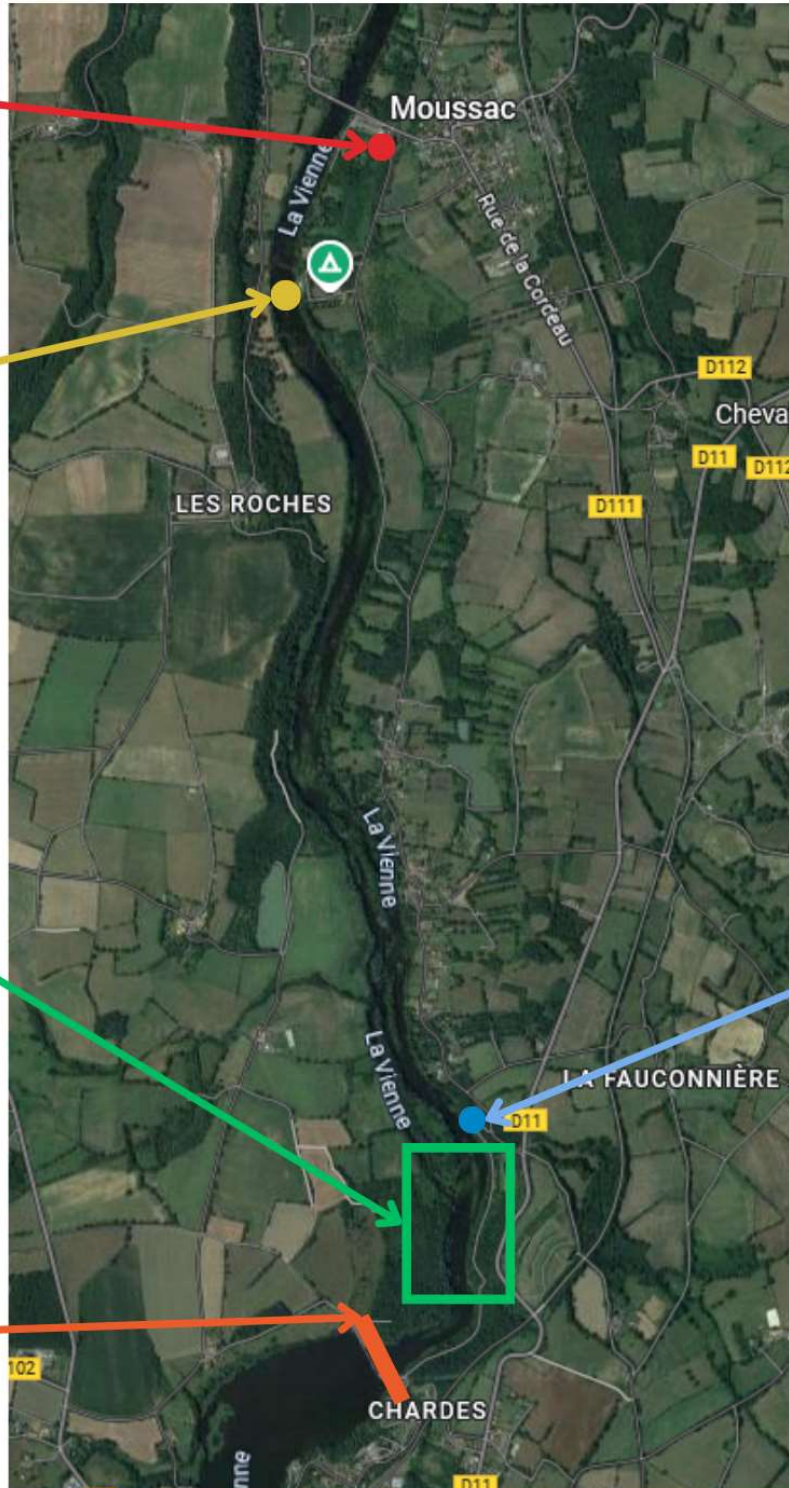 Moussac
La Vienne
Rue de la Cordeau
D112
Cheva
D11
D112
LES ROCHES
D111
La Vienne
La Vienne
LA FAUCONNIÈRE
D11
102
CHARDES
nne
D11